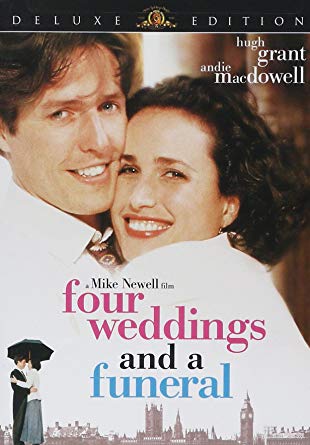 DELUXE EDITION
hugh
grant
andie
macdowell
a Mike Newell film
four
weddings
and a
funeral